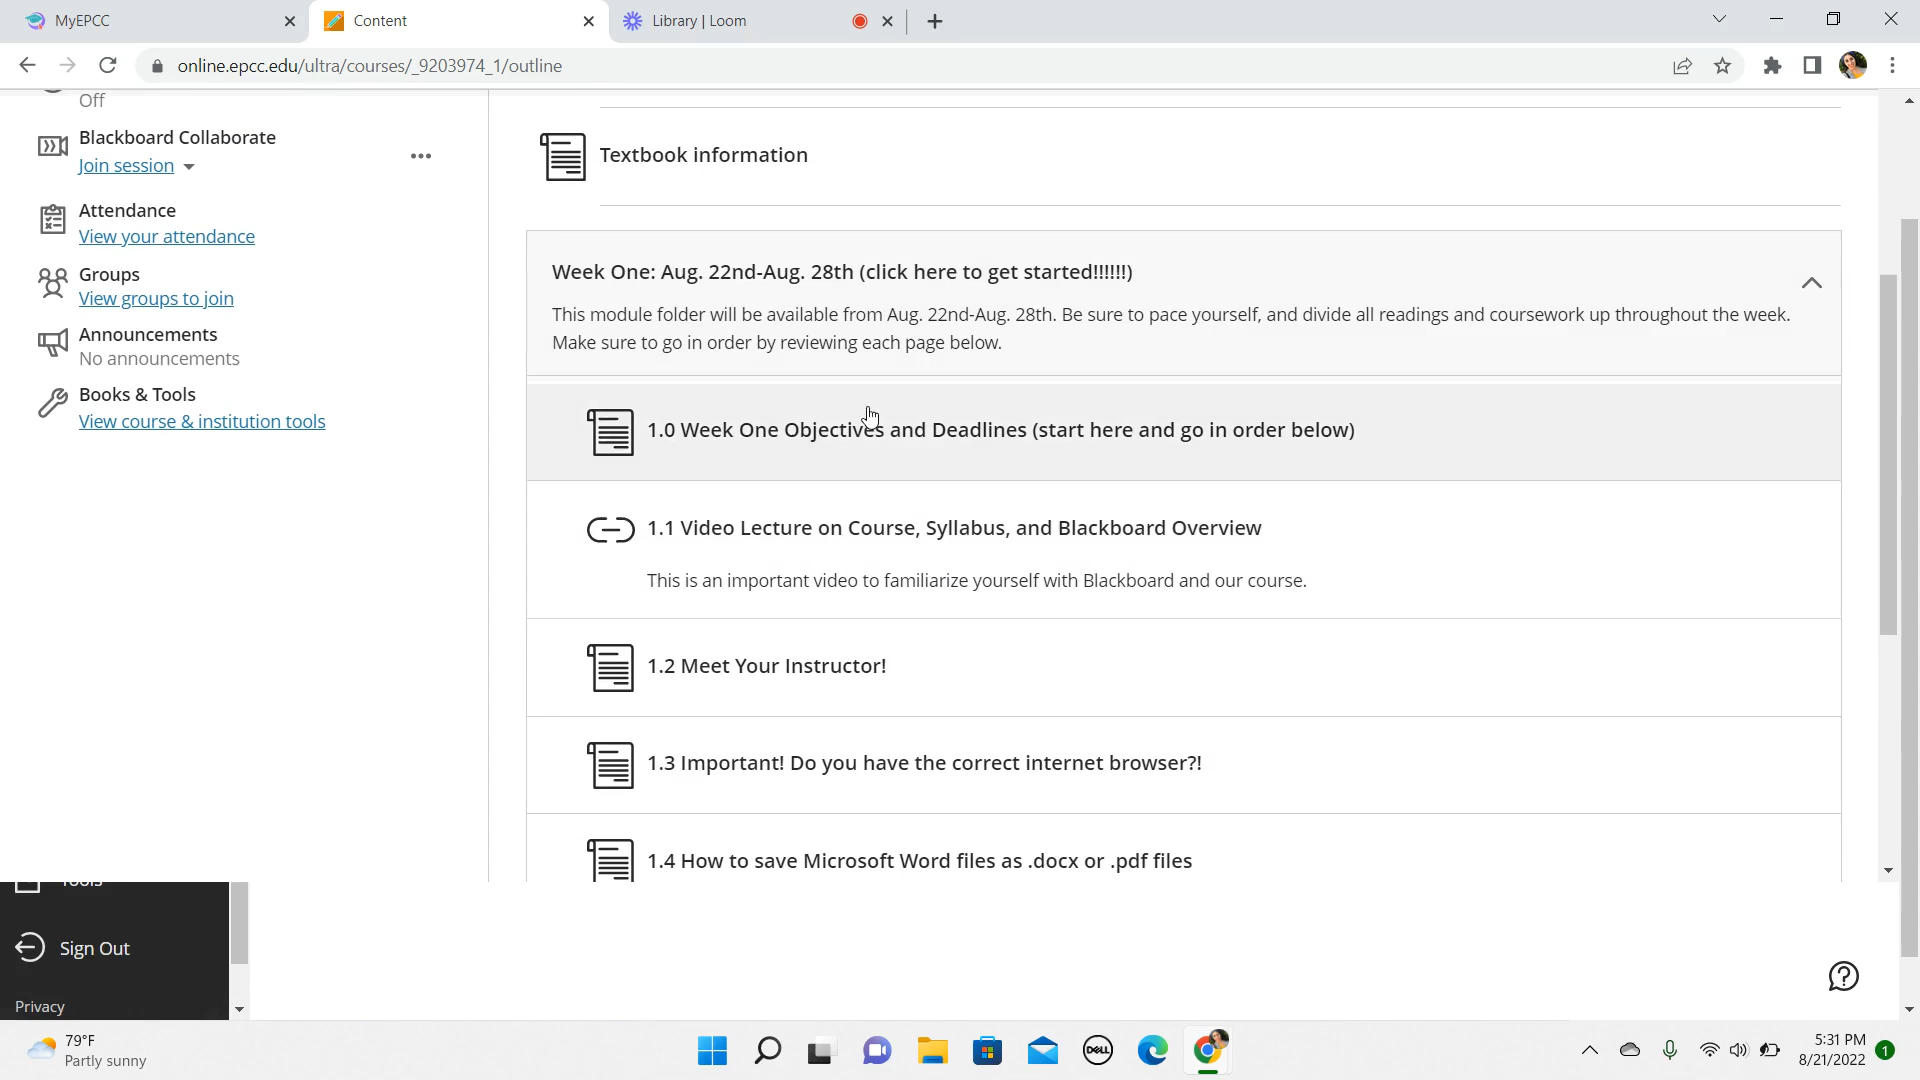 MyEPCC
Content
Library | Loom
online.epcc.edu/ultra/courses/_9203974_1/outline
Off
Blackboard Collaborate
Join session
Attendance
View your attendance
Groups
View groups to join
Announcements
No announcements
Books & Tools
View course & institution tools
Textbook information
Week One: Aug. 22nd-Aug. 28th (click here to get started!!!!!!)
This module folder will be available from Aug. 22nd-Aug. 28th. Be sure to pace yourself, and divide all readings and coursework up throughout the week.
Make sure to go in order by reviewing each page below.
1.0 Week One Objectives and Deadlines (start here and go in order below)
1.1 Video Lecture on Course, Syllabus, and Blackboard Overview
This is an important video to familiarize yourself with Blackboard and our course.
1.2 Meet Your Instructor!
1.3 Important! Do you have the correct internet browser?!
1.4 How to save Microsoft Word files as .docx or .pdf files
Tools
Sign Out
Privacy
79°F
Partly sunny
DELL
5:31 PM
8/21/2022
1